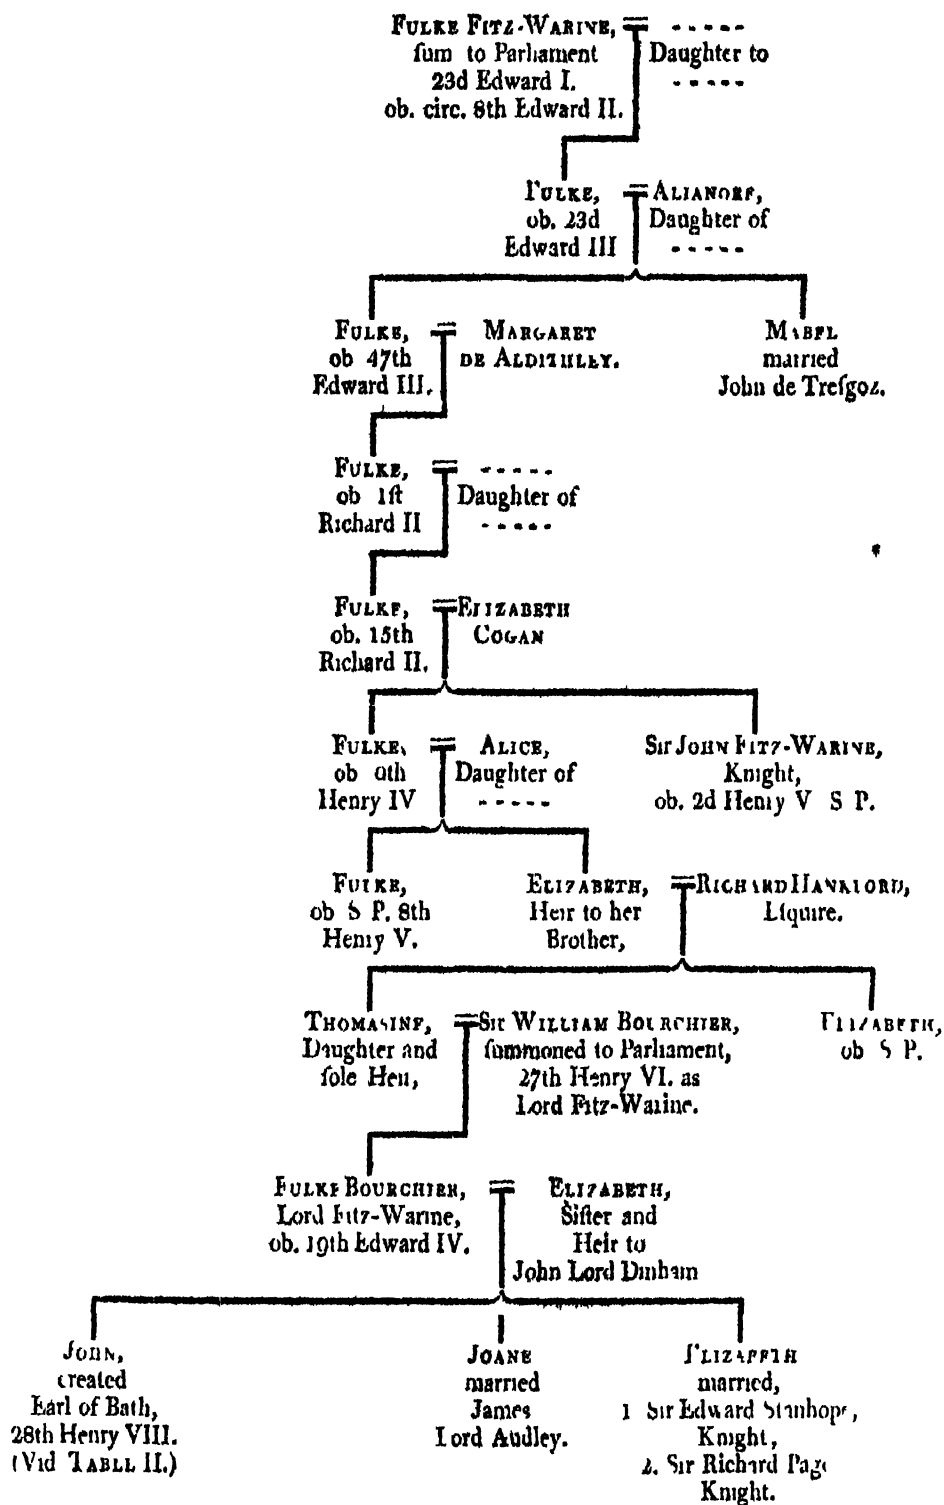 FULKE FITZ-WARINE,
sum to Parliament
23d Edward I.
ob. circ. 8th Edward II.
- - - - -
Daughter to
- - - - -
FULKE,
ob. 23d
Edward III
ALIANORE,
Daughter of
- - - - -
FULKE,
ob 47th
Edward III.
MARGARET
DE ALDITHLEY.
MABEL
married
John de Tresgoz.
FULKE,
ob 1st
Richard II
- - - - -
Daughter of
- - - - -
FULKE,
ob. 15th
Richard II.
ELIZABETH
COGAN
FULKE,
ob
Henry IV
ALICE,
Daughter of
- - - - -
Sir JOHN FITZ-WARINE,
Knight,
ob. 2d Henry V S P.
FULKE,
ob S P. 8th
Henry V.
ELIZABETH,
Heir to her
Brother,
RICHARD HANKFORD,
Esquire.
THOMASINE,
Daughter and
sole Heir,
Sir WILLIAM BOURCHIER,
summoned to Parliament,
27th Henry VI. as
Lord Fitz-Warine.
ELIZABETH,
ob S P.
FULKE BOURCHIER,
Lord Fitz-Warine,
ob. 19th Edward IV.
ELIZABETH,
Sister and
Heir to
John Lord Dinham
JOHN,
created
Earl of Bath,
28th Henry VIII.
(Vid TABLE II.)
JOANE
married
James
Lord Audley.
ELIZABETH
married,
1 Sir Edward Stanhope,
Knight,
2. Sir Richard Page
Knight.